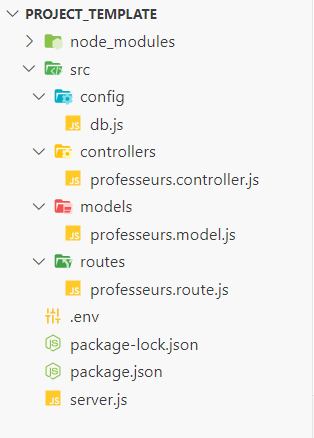 PROJECT_TEMPLATE
node_modules
src
config
JS db.js
controllers
JS professeurs.controller.js
models
JS professeurs.model.js
routes
JS professeurs.route.js
.env
package-lock.json
package.json
JS server.js